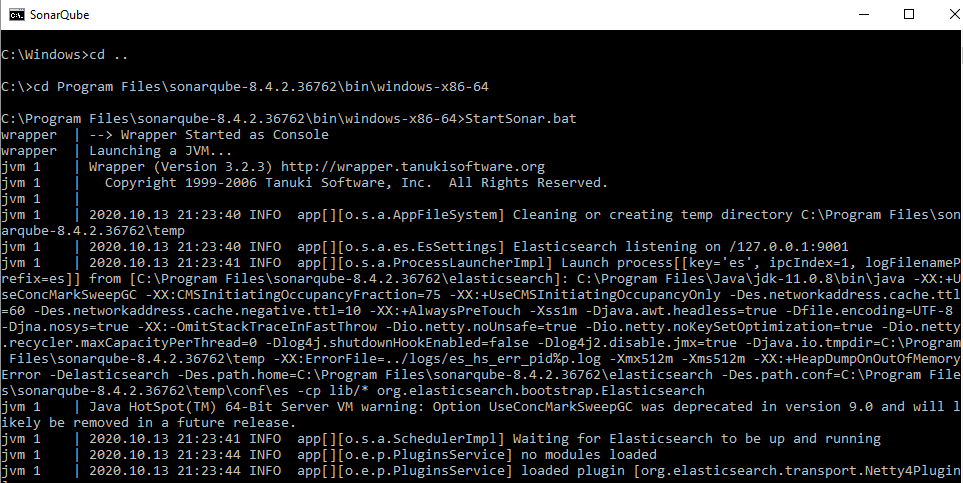 SonarQube
C:\Windows>cd ..
C:\>cd Program Files\sonarqube-8.4.2.36762\bin\windows-x86-64
C:\Program Files\sonarqube-8.4.2.36762\bin\windows-x86-64>StartSonar.bat
wrapper  | --> Wrapper Started as Console
wrapper  | Launching a JVM...
jvm 1    | Wrapper (Version 3.2.3) http://wrapper.tanukisoftware.org
jvm 1    |   Copyright 1999-2006 Tanuki Software, Inc.  All Rights Reserved.
jvm 1    |
jvm 1    | 2020.10.13 21:23:40 INFO  app[][o.s.a.AppFileSystem] Cleaning or creating temp directory C:\Program Files\son
arqube-8.4.2.36762\temp
jvm 1    | 2020.10.13 21:23:40 INFO  app[][o.s.a.es.EsSettings] Elasticsearch listening on /127.0.0.1:9001
jvm 1    | 2020.10.13 21:23:41 INFO  app[][o.s.a.ProcessLauncherImpl] Launch process[[key='es', ipcIndex=1, logFilenameP
refix=es]] from [C:\Program Files\sonarqube-8.4.2.36762\elasticsearch]: C:\Program Files\Java\jdk-11.0.8\bin\java -XX:+U
seConcMarkSweepGC -XX:CMSInitiatingOccupancyFraction=75 -XX:+UseCMSInitiatingOccupancyOnly -Des.networkaddress.cache.ttl
=60 -Des.networkaddress.cache.negative.ttl=10 -XX:+AlwaysPreTouch -Xss1m -Djava.awt.headless=true -Dfile.encoding=UTF-8
-Djna.nosys=true -XX:-OmitStackTraceInFastThrow -Dio.netty.noUnsafe=true -Dio.netty.noKeySetOptimization=true -Dio.netty
.recycler.maxCapacityPerThread=0 -Dlog4j.shutdownHookEnabled=false -Dlog4j2.disable.jmx=true -Djava.io.tmpdir=C:\Program
 Files\sonarqube-8.4.2.36762\temp -XX:ErrorFile=../logs/es_hs_err_pid%p.log -Xmx512m -Xms512m -XX:+HeapDumpOnOutOfMemory
Error -Delasticsearch -Des.path.home=C:\Program Files\sonarqube-8.4.2.36762\elasticsearch -Des.path.conf=C:\Program File
s\sonarqube-8.4.2.36762\temp\conf\es -cp lib/* org.elasticsearch.bootstrap.Elasticsearch
jvm 1    | Java HotSpot(TM) 64-Bit Server VM warning: Option UseConcMarkSweepGC was deprecated in version 9.0 and will l
ikely be removed in a future release.
jvm 1    | 2020.10.13 21:23:41 INFO  app[][o.s.a.SchedulerImpl] Waiting for Elasticsearch to be up and running
jvm 1    | 2020.10.13 21:23:44 INFO  app[][o.e.p.PluginsService] no modules loaded
jvm 1    | 2020.10.13 21:23:44 INFO  app[][o.e.p.PluginsService] loaded plugin [org.elasticsearch.transport.Netty4Plugin